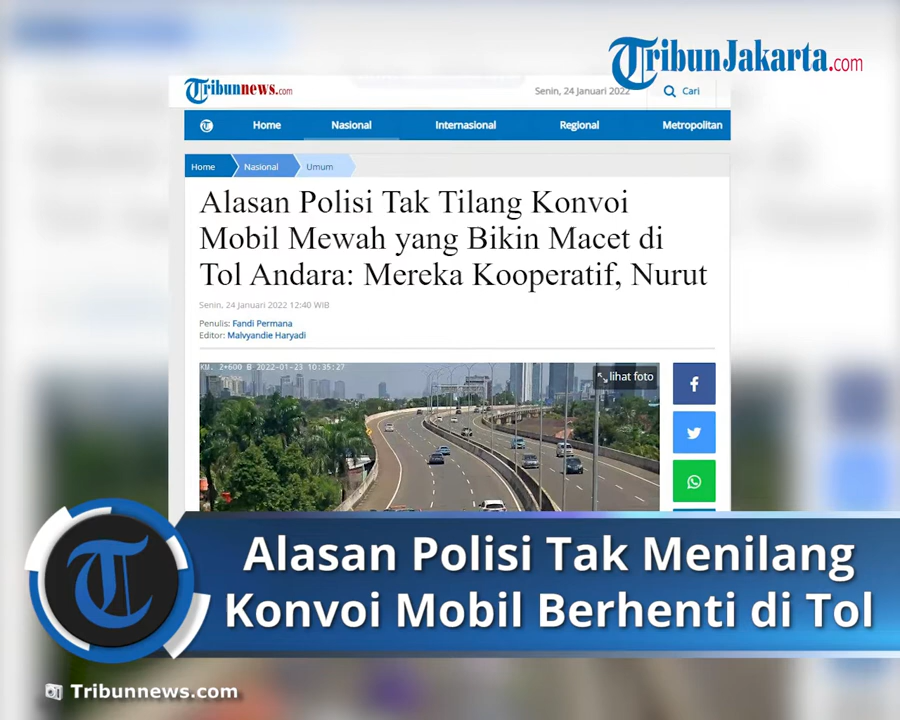 TribunJakarta.com
Tribunnews.com
Senin, 24 Januari 2022
Cari
Home Nasional Internasional Regional Metropolitan
Home Nasional Umum
Alasan Polisi Tak Tilang Konvoi
Mobil Mewah yang Bikin Macet di
Tol Andara: Mereka Kooperatif, Nurut
Senin, 24 Januari 2022 12:40 WIB
Penulis: Fandi Permana
Editor: Malvyandie Haryadi
KM. 2+600 B 2022-01-23 10:35:27
lihat foto
Alasan Polisi Tak Menilang
Konvoi Mobil Berhenti di Tol
Tribunnews.com